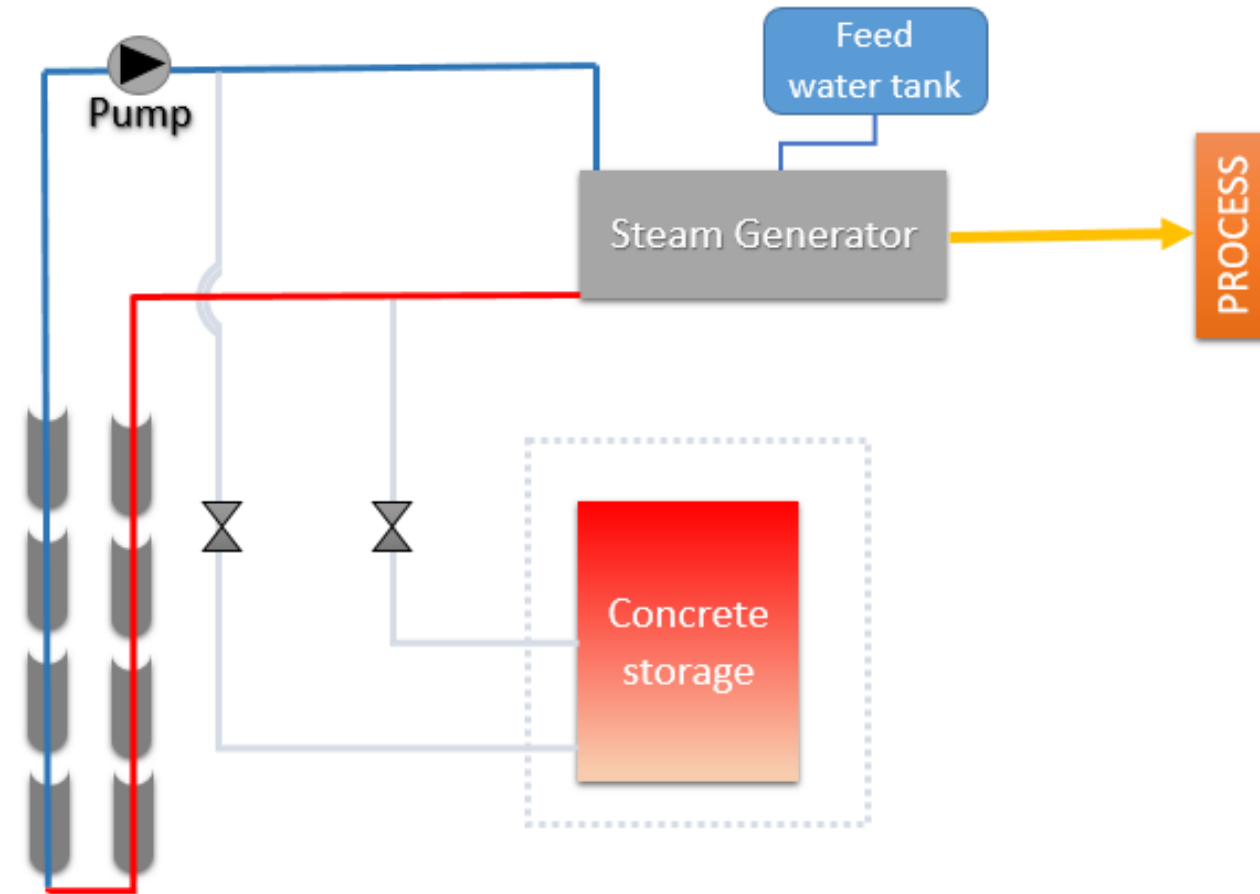 Feed
water tank
Pump
PROCESS
Steam Generator
Concrete
storage